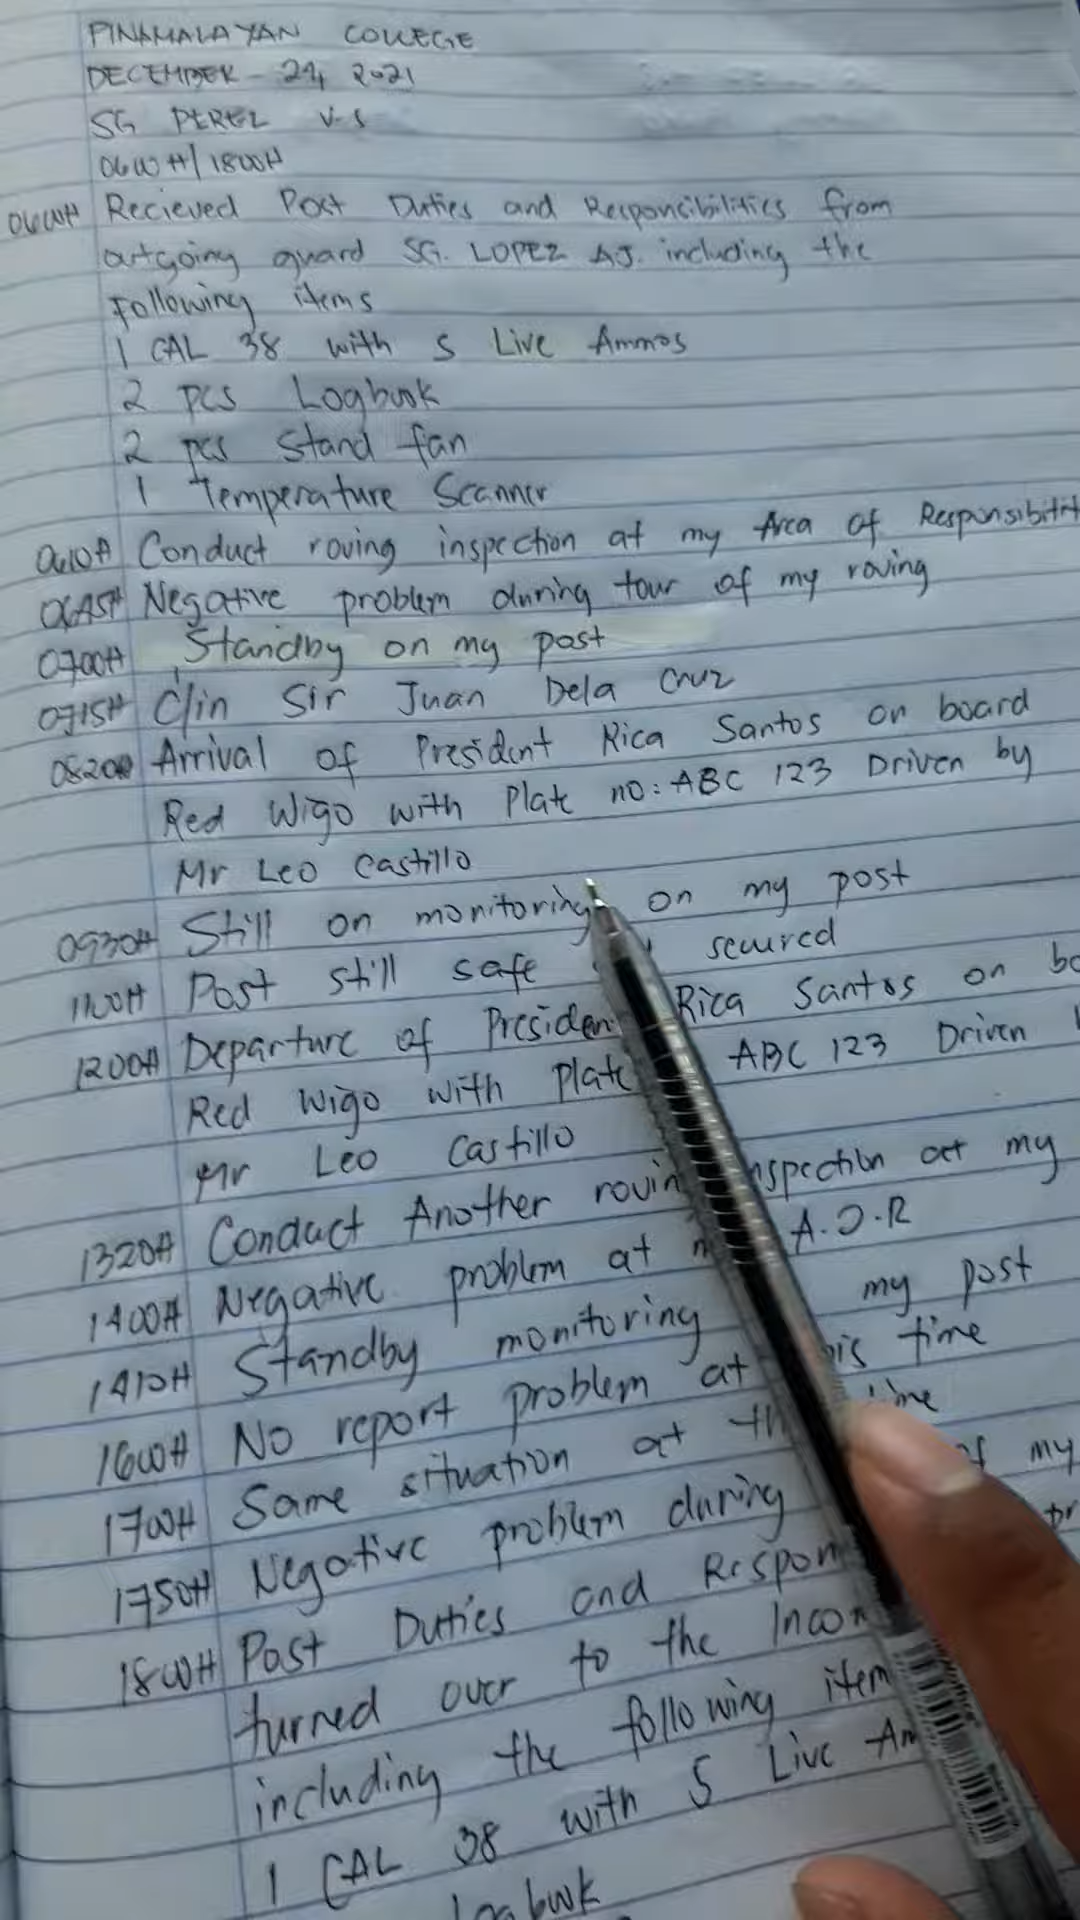 PINAMALAYAN COLLEGE
DECEMBER - 24, 2021
SG PEREZ V-S
0600H/1800H
0600H Recieved Post Duties and Responsibilities from
outgoing guard SG. LOPEZ A.J. including the
Following items
1 CAL 38 with 5 Live Ammos
2 pcs Logbook
2 pcs Stand fan
1 Temperature Scanner
0610H Conduct roving inspection at my Area of
0645H Negative problem during tour of my roving
0700H Standby on my post
0715H C/in Sir Juan Dela Cruz
0820H Arrival of President Rica Santos on board
Red Wigo with Plate no: ABC 123 Driven by
Mr Leo Castillo
0930H Still on monitoring on my post
1100H Post still safe secured
1200H Departure of President Rica Santos on
Red Wigo with Plate ABC 123 Driven
Mr Leo Castillo
1320H Conduct Another roving inspection at my
1400H Negative problem at A.O.R
1410H Standby monitoring my post
1600H No report problem at this time
1700H Same situation at time
1750H Negative problem during of my
1800H Post Duties and
turned over to the
including the following
1 CAL 38 with 5 Live
Logbook